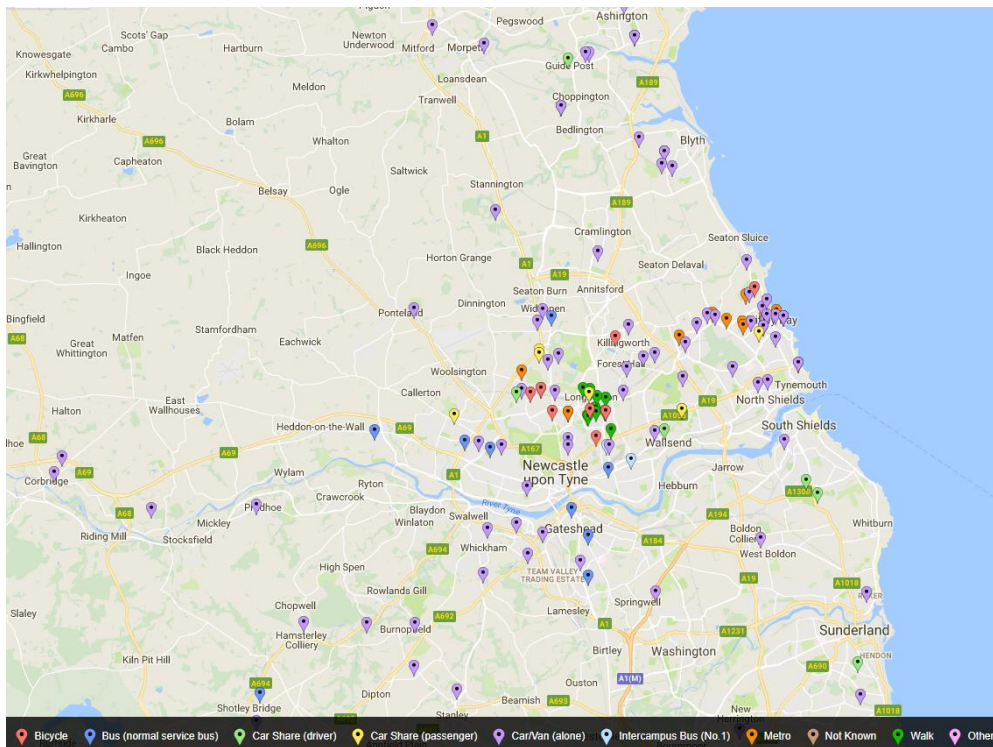 Scots' Gap
Pegswood
Ashington
Newton Underwood
Mitford
Morpeth
Cambo
Hartburn
Knowesgate
Guide Post
Kirkwhelpington
Loansdean
A189
Meldon
A696
Tranwell
Choppington
Kirkharle
Bolam
Bedlington
A696
Whalton
A1
Blyth
Great Bavington
Capheaton
Saltwick
Belsay
Ogle
Stannington
A189
Kirkheaton
Cramlington
Seaton Sluice
Hallington
Black Heddon
A696
Horton Grange
Seaton Delaval
Ingoe
A1
A19
Seaton Burn
Annitsford
Dinnington
Bingfield
Ponteland
Stamfordham
Killingworth
A68
Matfen
Great Whittington
Eachwick
Woolsington
Tynemouth
Callerton
A19
North Shields
Halton
East Wallhouses
Heddon-on-the-Wall
A69
South Shields
A68
Wallsend
A69
A69
A167
Corbridge
Wylam
Ryton
A1
Newcastle upon Tyne
Jarrow
Crawcrook
Hebburn
A1300
River Tyne
A68
Mickley
Prudhoe
Blaydon
Winlaton
Swalwell
A194
Riding Mill
Stocksfield
Gateshead
Boldon Colliery
Whitburn
A694
Whickham
A184
West Boldon
High Spen
TEAM VALLEY TRADING ESTATE
A19
A1018
Rowlands Gill
Slaley
Chopwell
Lamesley
Springwell
A692
A1
Hamsterley Colliery
Burnopfield
A1231
Sunderland
Kiln Pit Hill
Birtley
Washington
HENDON
A690
A694
Dipton
Ouston
A1(M)
Shotley Bridge
Stanley
Beamish
A693
A1018
Bicycle Bus (normal service bus) Car Share (driver) Car Share (passenger) Car/Van (alone) Intercampus Bus (No.1) Metro Not Known Walk Other